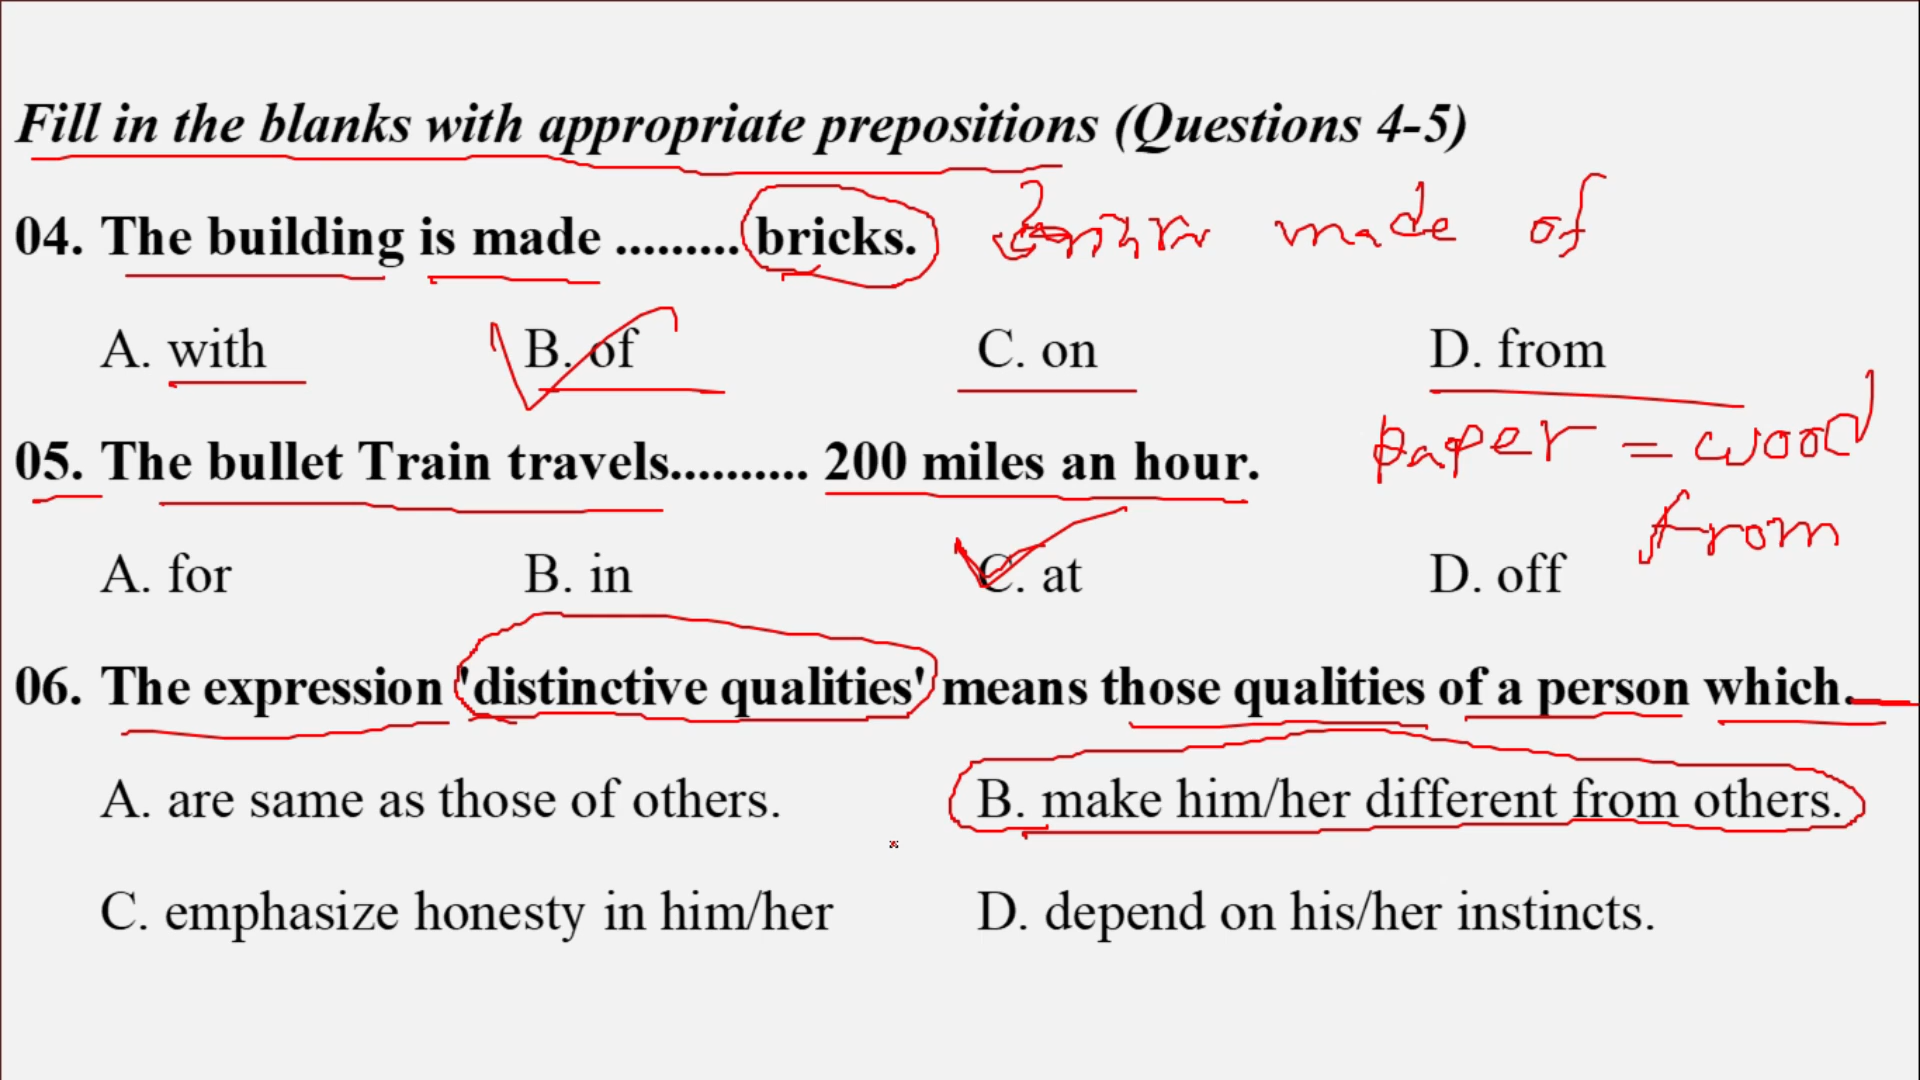 Fill in the blanks with appropriate prepositions (Questions 4-5)
04. The building is made ......... bricks. made of
A. with B. of C. on D. from
paper = wood
05. The bullet Train travels.......... 200 miles an hour.
from
A. for B. in C. at D. off
06. The expression 'distinctive qualities' means those qualities of a person which.
A. are same as those of others. B. make him/her different from others.
C. emphasize honesty in him/her D. depend on his/her instincts.